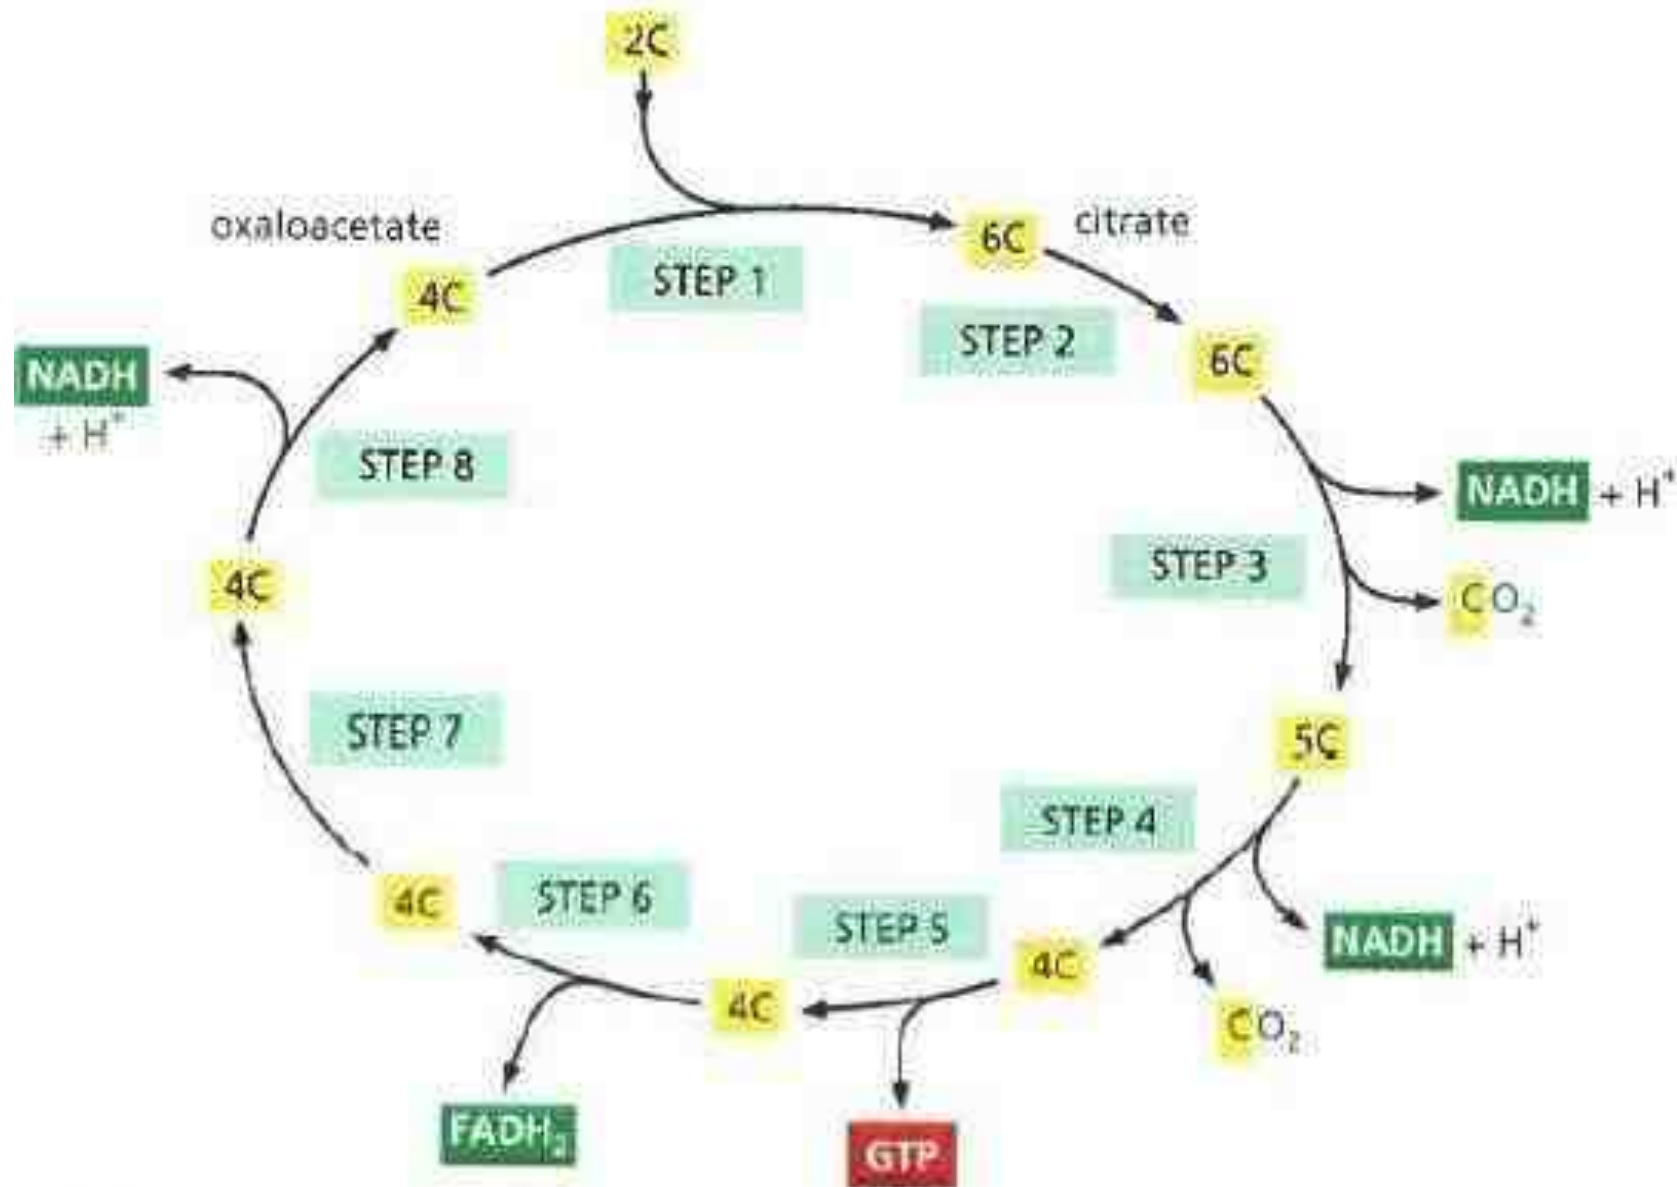 2C
oxaloacetate
4C
STEP 1
6C
citrate
STEP 2
6C
NADH
+ H⁺
STEP 8
NADH + H⁺
STEP 3
CO₂
4C
5C
STEP 7
STEP 4
4C
STEP 6
STEP 5
4C
NADH + H⁺
4C
CO₂
FADH₂
GTP